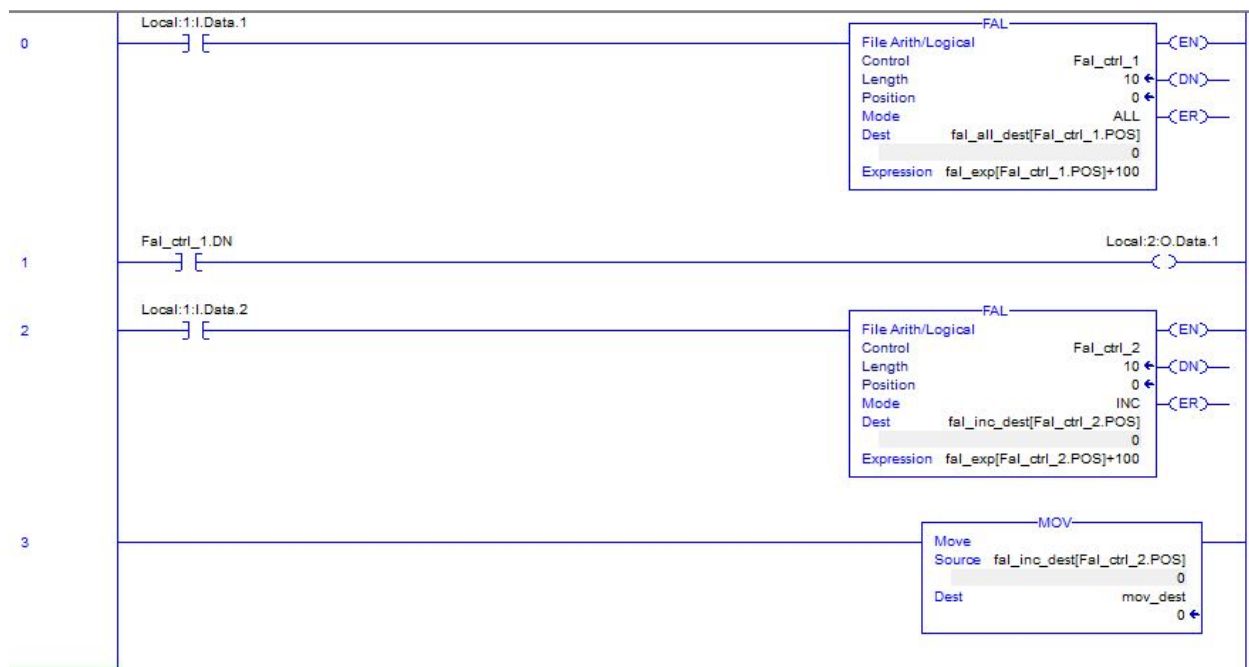 Local:1:I.Data.1
FAL
0
File Arith/Logical
EN
Control Fal_ctrl_1
Length 10
DN
Position 0
Mode ALL
ER
Dest fal_all_dest[Fal_ctrl_1.POS]
0
Expression fal_exp[Fal_ctrl_1.POS]+100
Fal_ctrl_1.DN
Local:2:O.Data.1
1
Local:1:I.Data.2
FAL
2
File Arith/Logical
EN
Control Fal_ctrl_2
Length 10
DN
Position 0
Mode INC
ER
Dest fal_inc_dest[Fal_ctrl_2.POS]
0
Expression fal_exp[Fal_ctrl_2.POS]+100
MOV
3
Move
Source fal_inc_dest[Fal_ctrl_2.POS]
0
Dest mov_dest
0